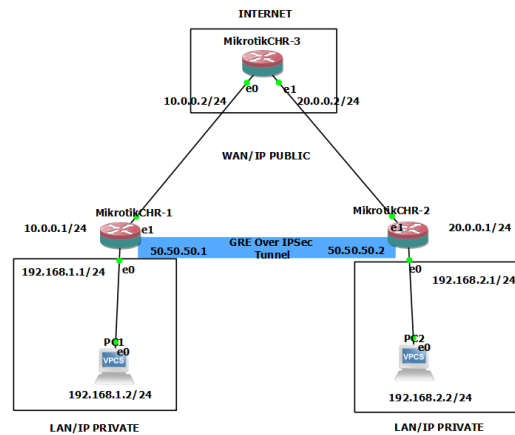 INTERNET
MikrotikCHR-3
e0
e1
10.0.0.2/24
20.0.0.2/24
WAN/IP PUBLIC
MikrotikCHR-1
MikrotikCHR-2
10.0.0.1/24
e1
e1
20.0.0.1/24
GRE Over IPSec
50.50.50.1
50.50.50.2
Tunnel
192.168.1.1/24
e0
e0
192.168.2.1/24
PC1
e0
VPCS
PC2
e0
VPCS
192.168.1.2/24
192.168.2.2/24
LAN/IP PRIVATE
LAN/IP PRIVATE